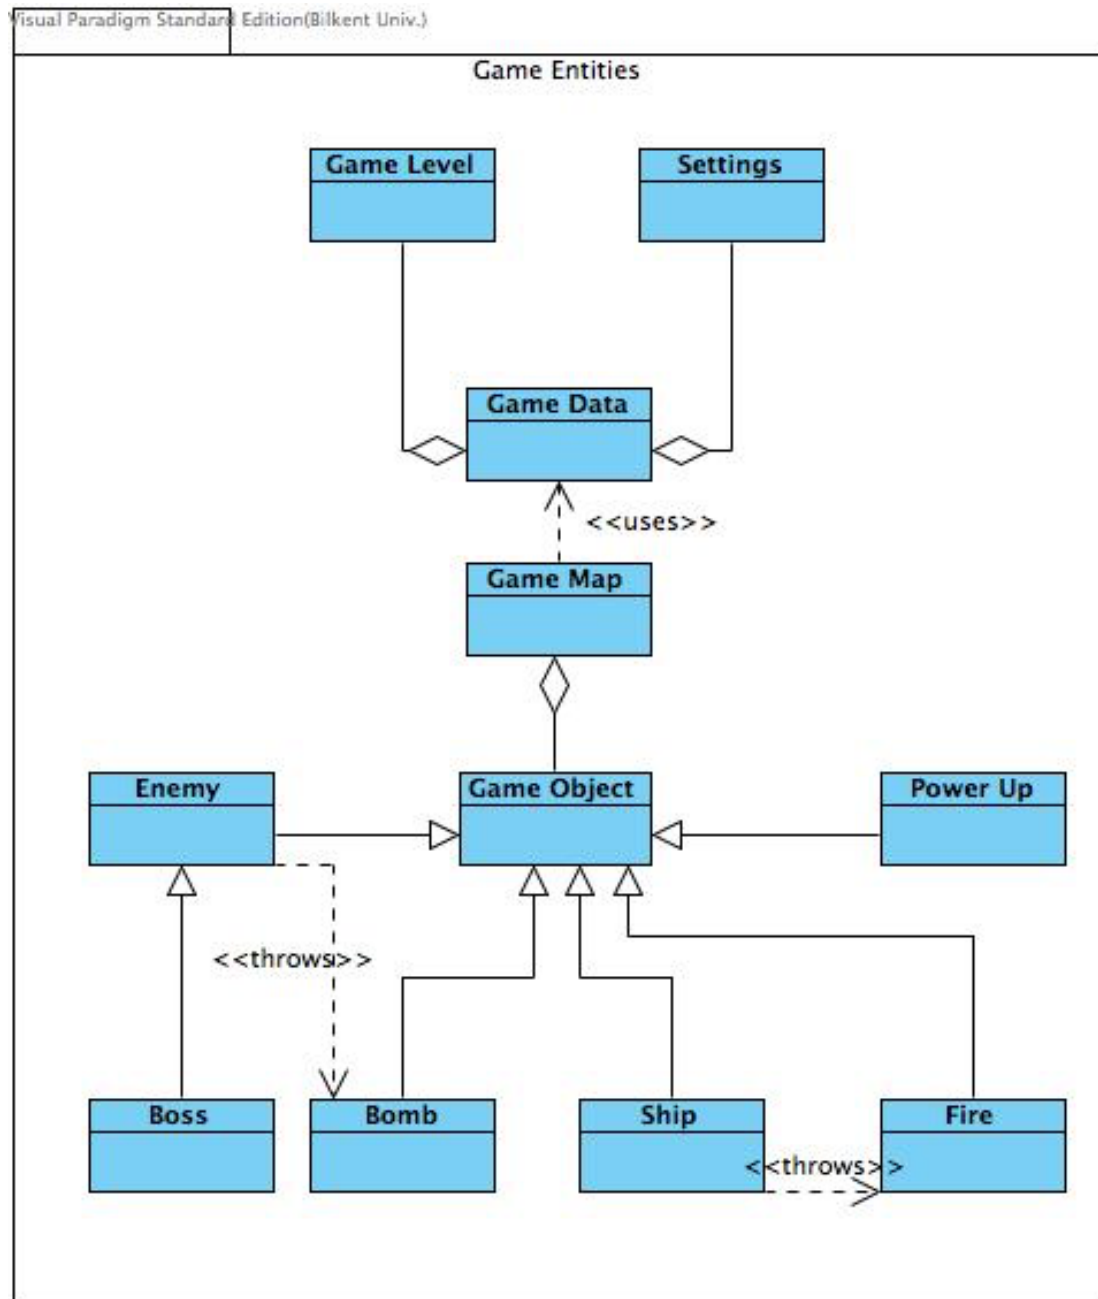 Visual Paradigm Standard Edition(Bilkent Univ.)
Game Entities
Game Level
Settings
Game Data
<<uses>>
Game Map
Enemy
Game Object
Power Up
<<throws>>
Boss
Bomb
Ship
Fire
<<throws>>